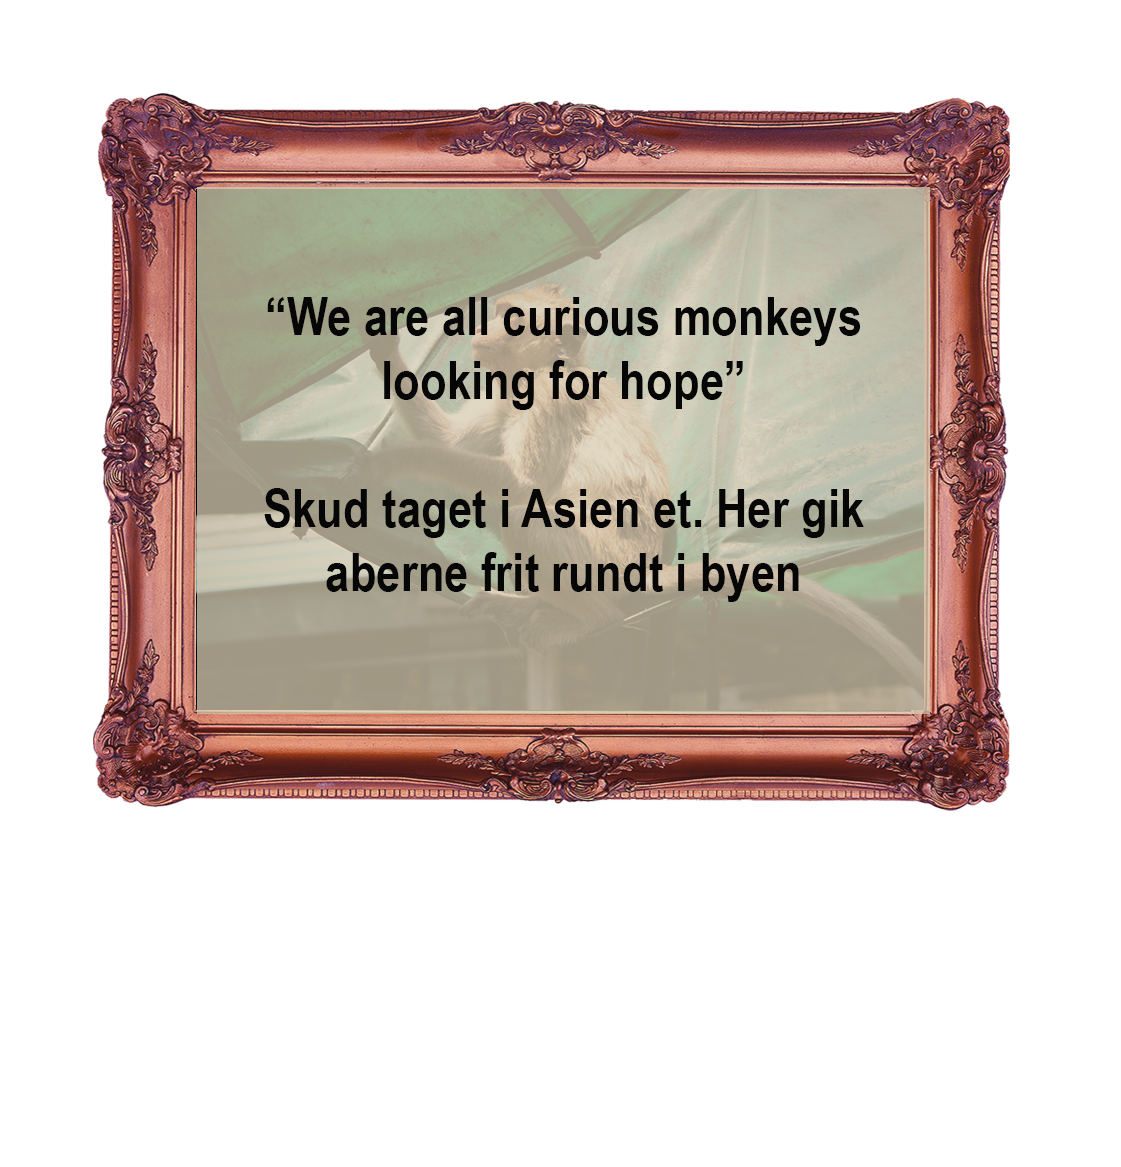 “We are all curious monkeys
looking for hope”
Skud taget i Asien et. Her gik
aberne frit rundt i byen